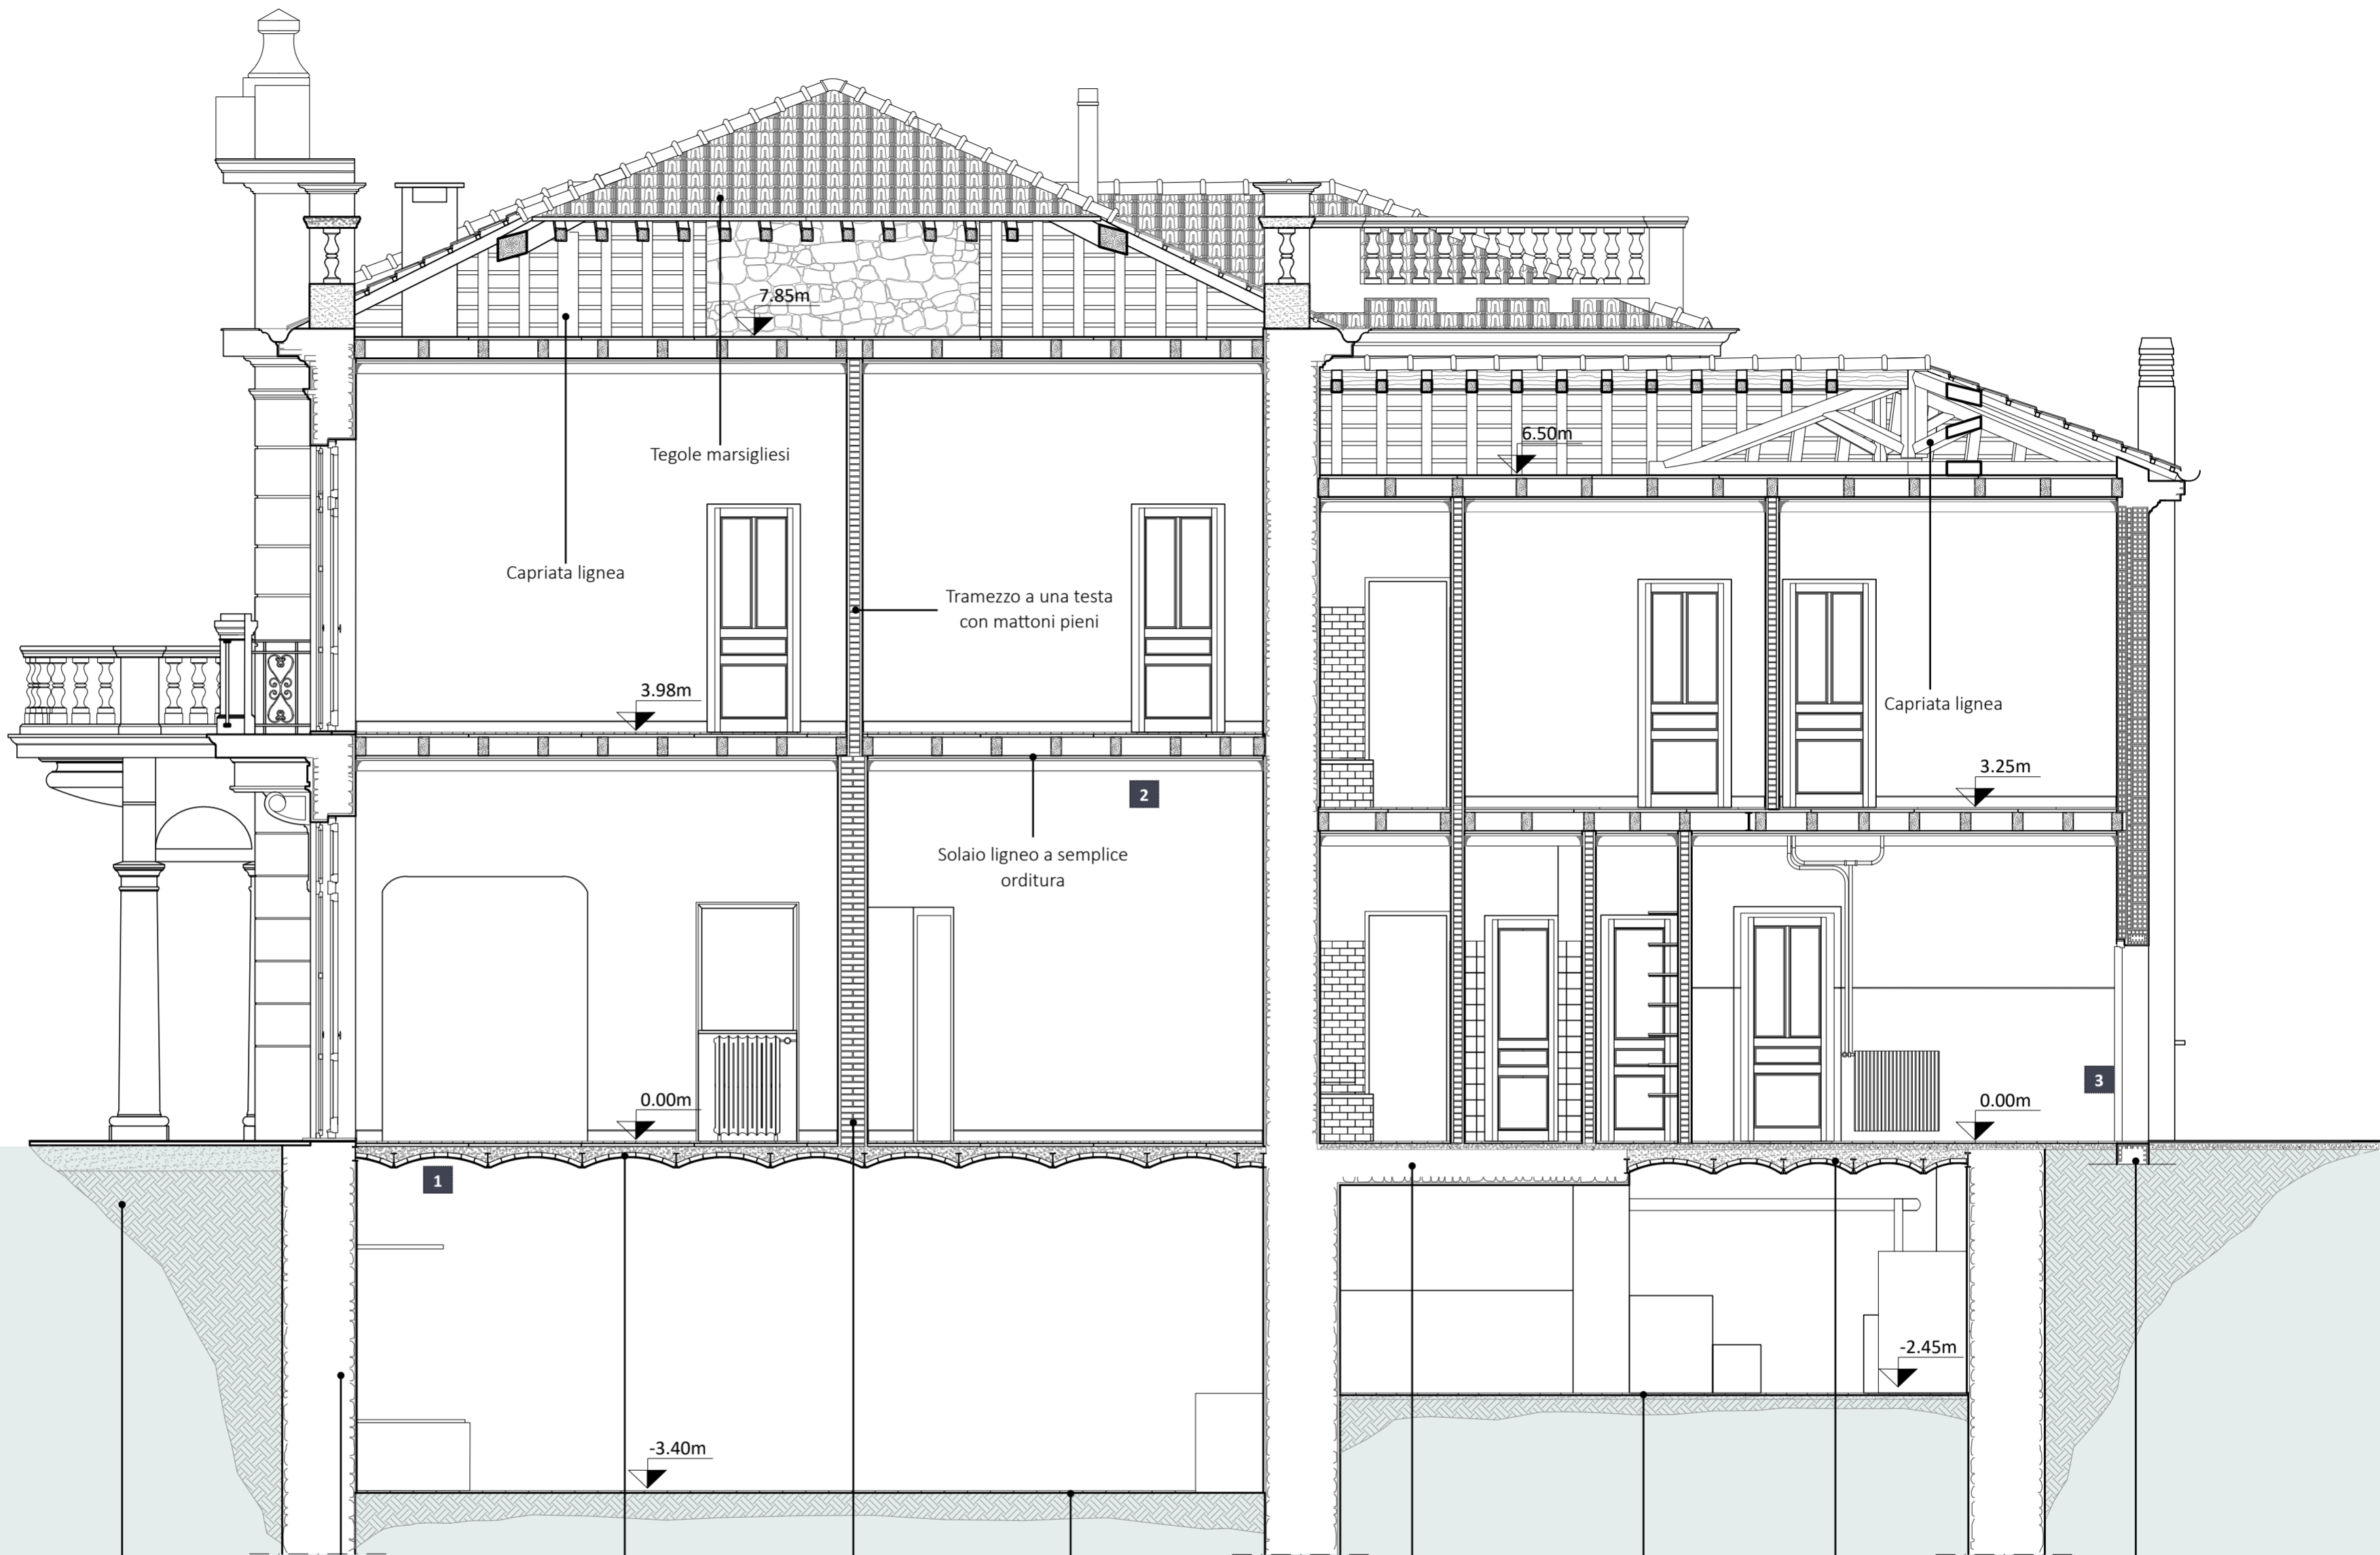 7.85m
6.50m
Tegole marsigliesi
Capriata lignea
Tramezzo a una testa
con mattoni pieni
3.98m
Capriata lignea
3.25m
2
Solaio ligneo a semplice
orditura
0.00m
3
0.00m
1
-2.45m
-3.40m